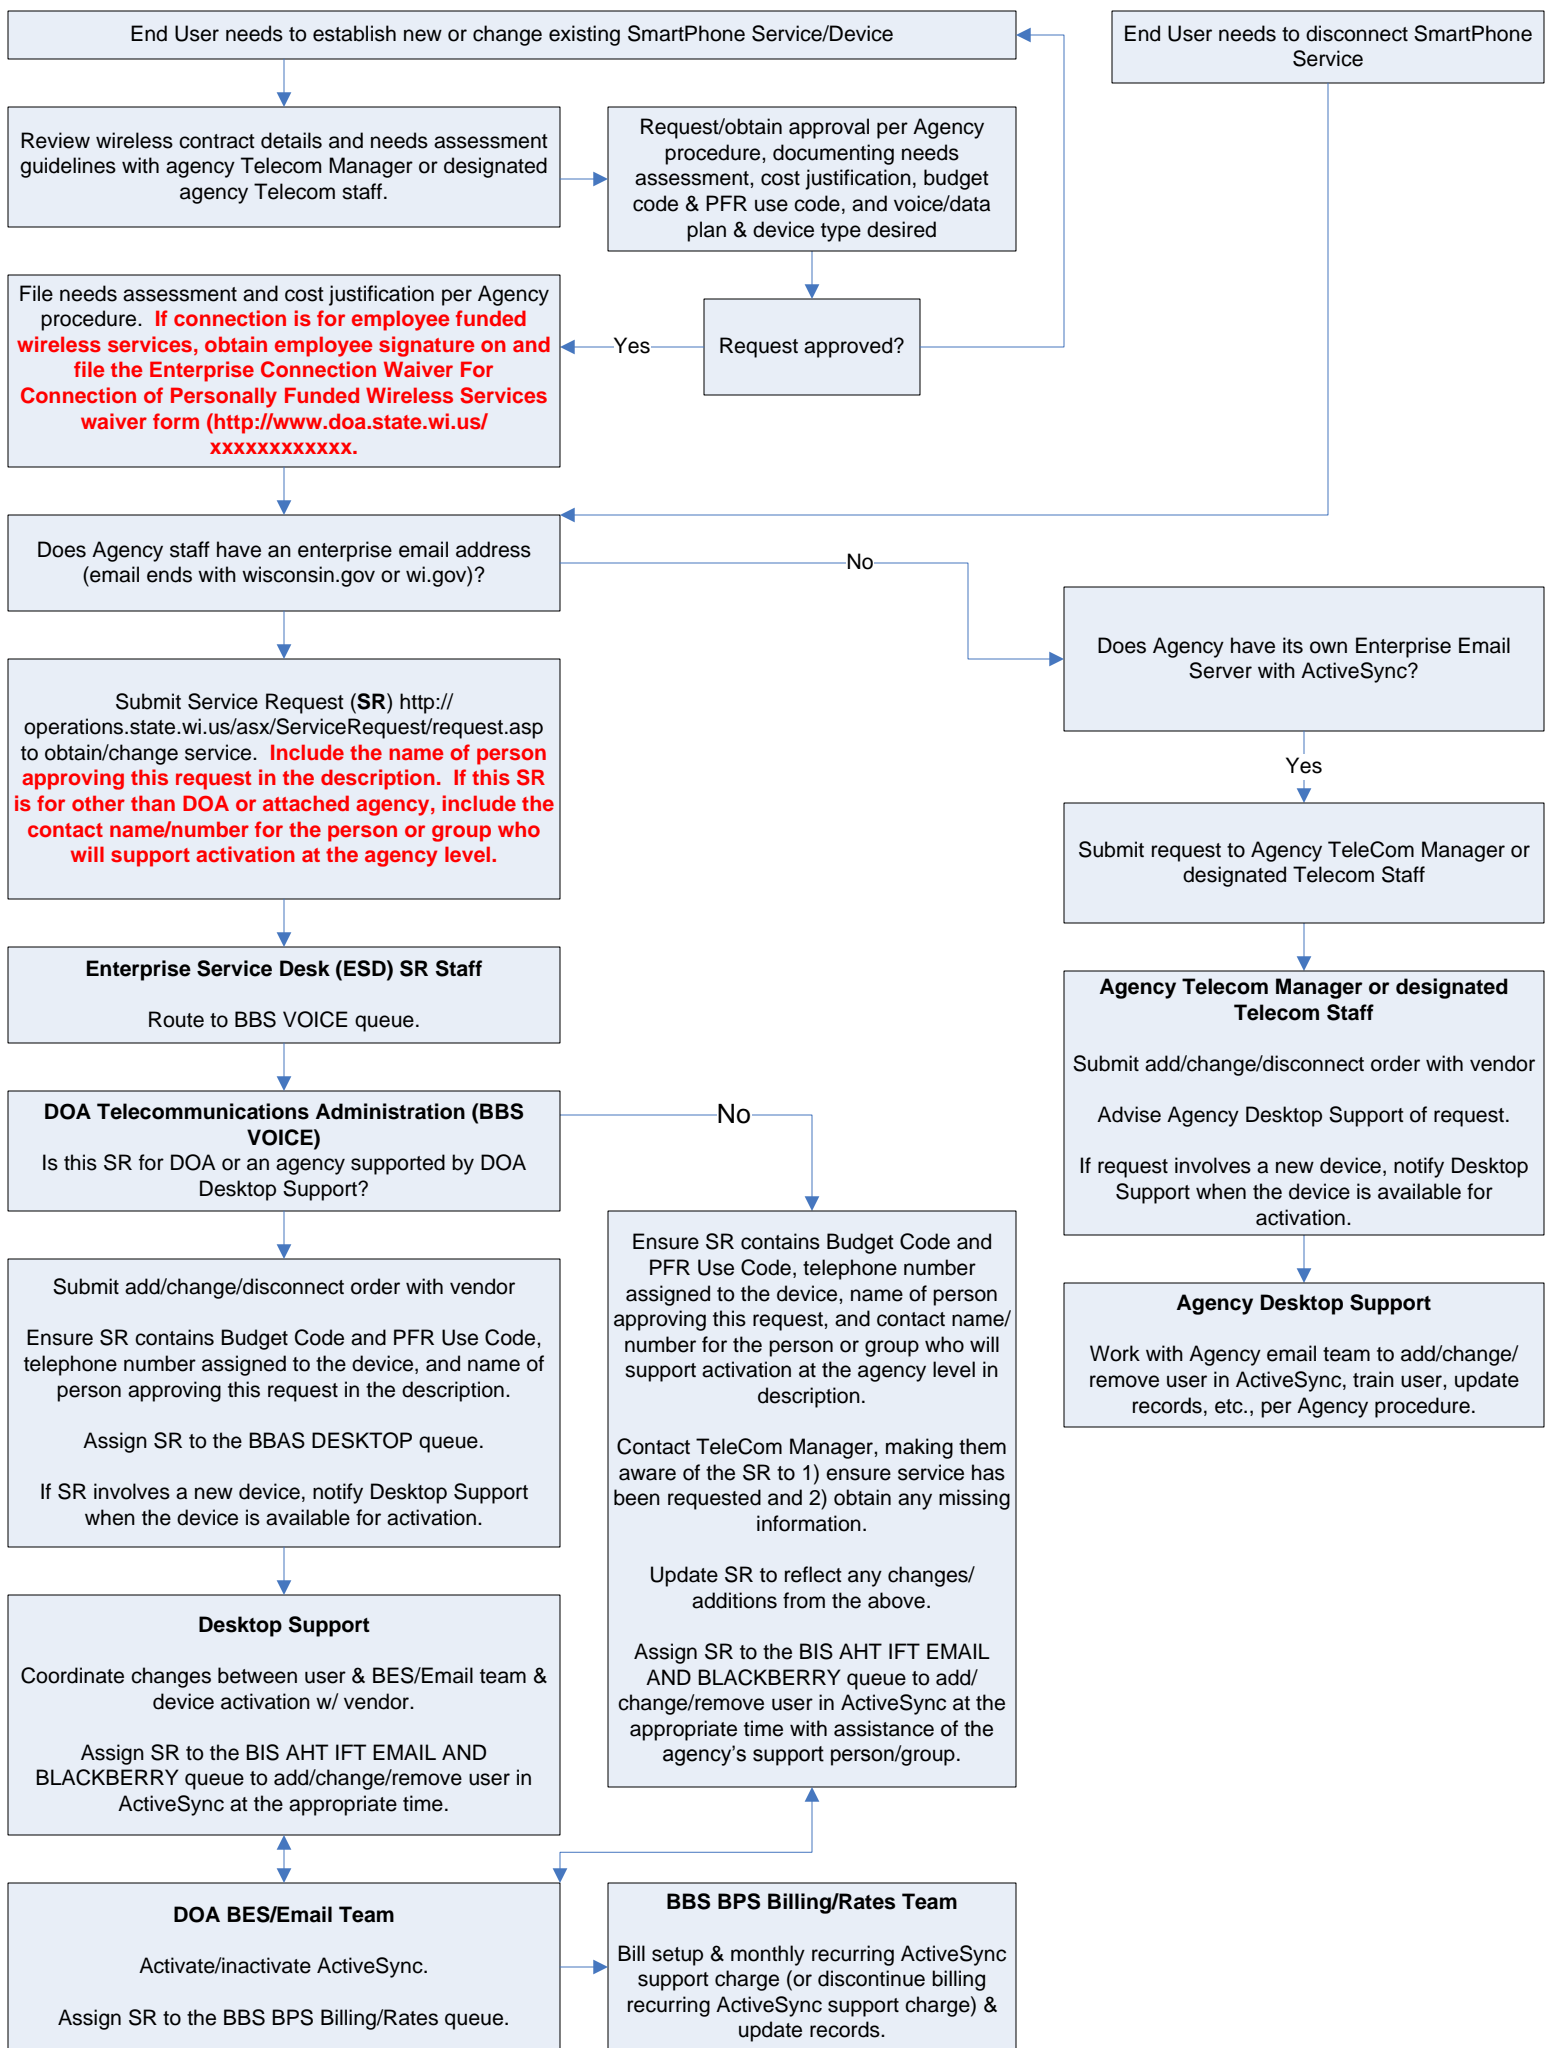 End User needs to establish new or change existing SmartPhone Service/Device
End User needs to disconnect SmartPhone
Service
Review wireless contract details and needs assessment
guidelines with agency Telecom Manager or designated
agency Telecom staff.
Request/obtain approval per Agency
procedure, documenting needs
assessment, cost justification, budget
code & PFR use code, and voice/data
plan & device type desired
File needs assessment and cost justification per Agency
procedure.  If connection is for employee funded
wireless services, obtain employee signature on and
file the Enterprise Connection Waiver For
Connection of Personally Funded Wireless Services
waiver form (http://www.doa.state.wi.us/
xxxxxxxxxxxx.
Yes
Request approved?
Does Agency staff have an enterprise email address
(email ends with wisconsin.gov or wi.gov)?
No
Does Agency have its own Enterprise Email
Server with ActiveSync?
Yes
Submit Service Request (SR) http://
operations.state.wi.us/asx/ServiceRequest/request.asp
to obtain/change service.  Include the name of person
approving this request in the description.  If this SR
is for other than DOA or attached agency, include the
contact name/number for the person or group who
will support activation at the agency level.
Submit request to Agency TeleCom Manager or
designated Telecom Staff
Enterprise Service Desk (ESD) SR Staff
Route to BBS VOICE queue.
Agency Telecom Manager or designated
Telecom Staff
Submit add/change/disconnect order with vendor
Advise Agency Desktop Support of request.
If request involves a new device, notify Desktop
Support when the device is available for
activation.
DOA Telecommunications Administration (BBS
VOICE)
Is this SR for DOA or an agency supported by DOA
Desktop Support?
No
Submit add/change/disconnect order with vendor
Ensure SR contains Budget Code and PFR Use Code,
telephone number assigned to the device, and name of
person approving this request in the description.
Assign SR to the BBAS DESKTOP queue.
If SR involves a new device, notify Desktop Support
when the device is available for activation.
Ensure SR contains Budget Code and
PFR Use Code, telephone number
assigned to the device, name of person
approving this request, and contact name/
number for the person or group who will
support activation at the agency level in
description.
Contact TeleCom Manager, making them
aware of the SR to 1) ensure service has
been requested and 2) obtain any missing
information.
Update SR to reflect any changes/
additions from the above.
Assign SR to the BIS AHT IFT EMAIL
AND BLACKBERRY queue to add/
change/remove user in ActiveSync at the
appropriate time with assistance of the
agency's support person/group.
Agency Desktop Support
Work with Agency email team to add/change/
remove user in ActiveSync, train user, update
records, etc., per Agency procedure.
Desktop Support
Coordinate changes between user & BES/Email team &
device activation w/ vendor.
Assign SR to the BIS AHT IFT EMAIL AND
BLACKBERRY queue to add/change/remove user in
ActiveSync at the appropriate time.
DOA BES/Email Team
Activate/inactivate ActiveSync.
Assign SR to the BBS BPS Billing/Rates queue.
BBS BPS Billing/Rates Team
Bill setup & monthly recurring ActiveSync
support charge (or discontinue billing
recurring ActiveSync support charge) &
update records.